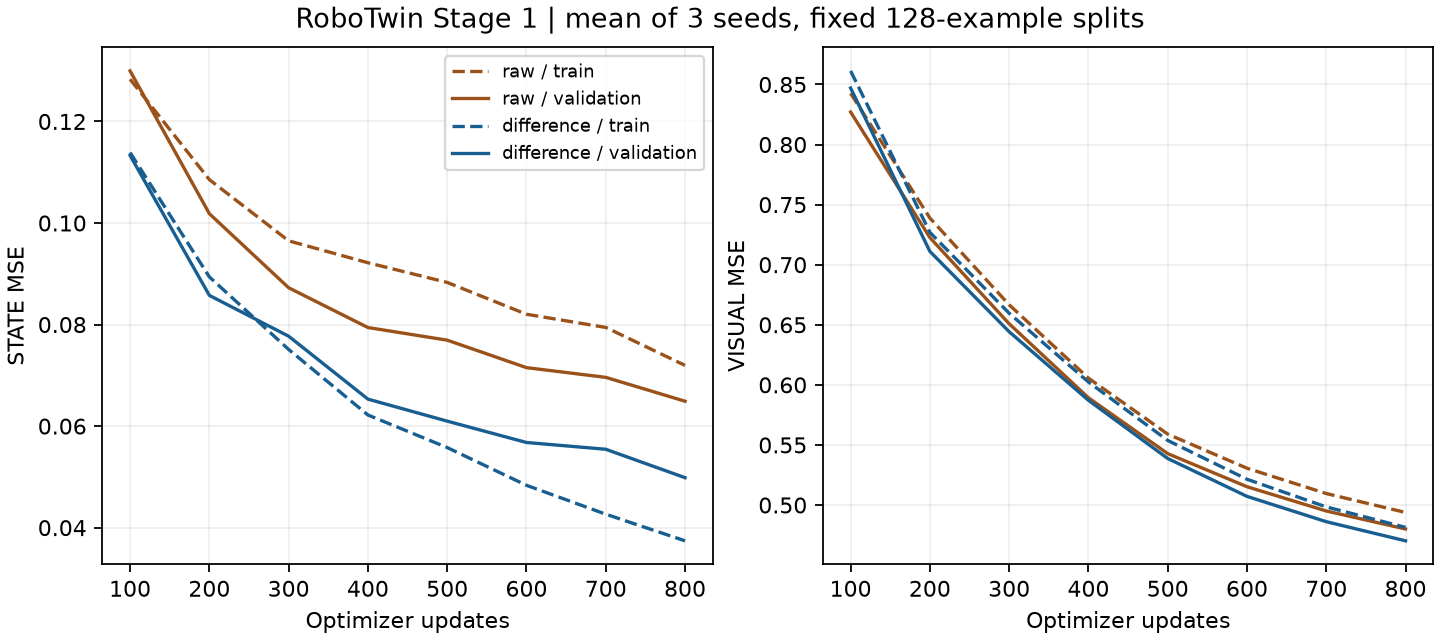 RoboTwin Stage 1 | mean of 3 seeds, fixed 128-example splits
STATE MSE
0.12
0.10
0.08
0.06
0.04
raw / train
raw / validation
difference / train
difference / validation
100 200 300 400 500 600 700 800
Optimizer updates
VISUAL MSE
0.85
0.80
0.75
0.70
0.65
0.60
0.55
0.50
100 200 300 400 500 600 700 800
Optimizer updates